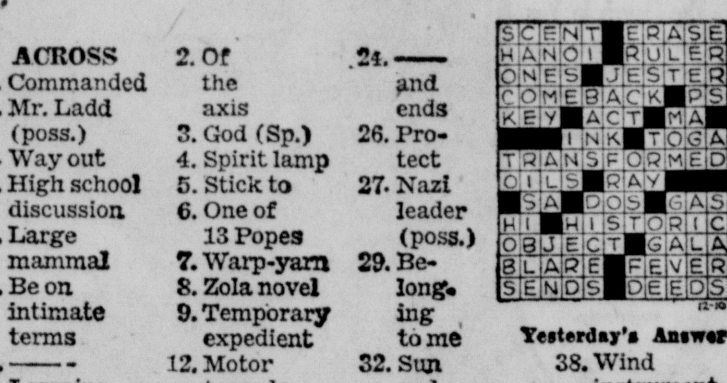 ACROSS
Commanded
Mr. Ladd
(poss.)
Way out
High school
discussion
Large
mammal
Be on
intimate
terms
2. Of
the
axis
3. God (Sp.)
4. Spirit lamp
5. Stick to
6. One of
13 Popes
7. Warp-yarn
8. Zola novel
9. Temporary
expedient
12. Motor
24. ——
and
ends
26. Pro-
tect
27. Nazi
leader
(poss.)
29. Be-
long-
ing
to me
32. Sun
SCENT ERASE
HANOI RULER
ONES JESTER
COMEBACK PS
KEY ACT MA
INK TOGA
TRANSFORMED
OILS RAY
SA DOS GAS
HI HISTORIC
OBJECT GALA
BLARE FEVER
SENDS DEEDS
12-10
Yesterday's Answer
38. Wind